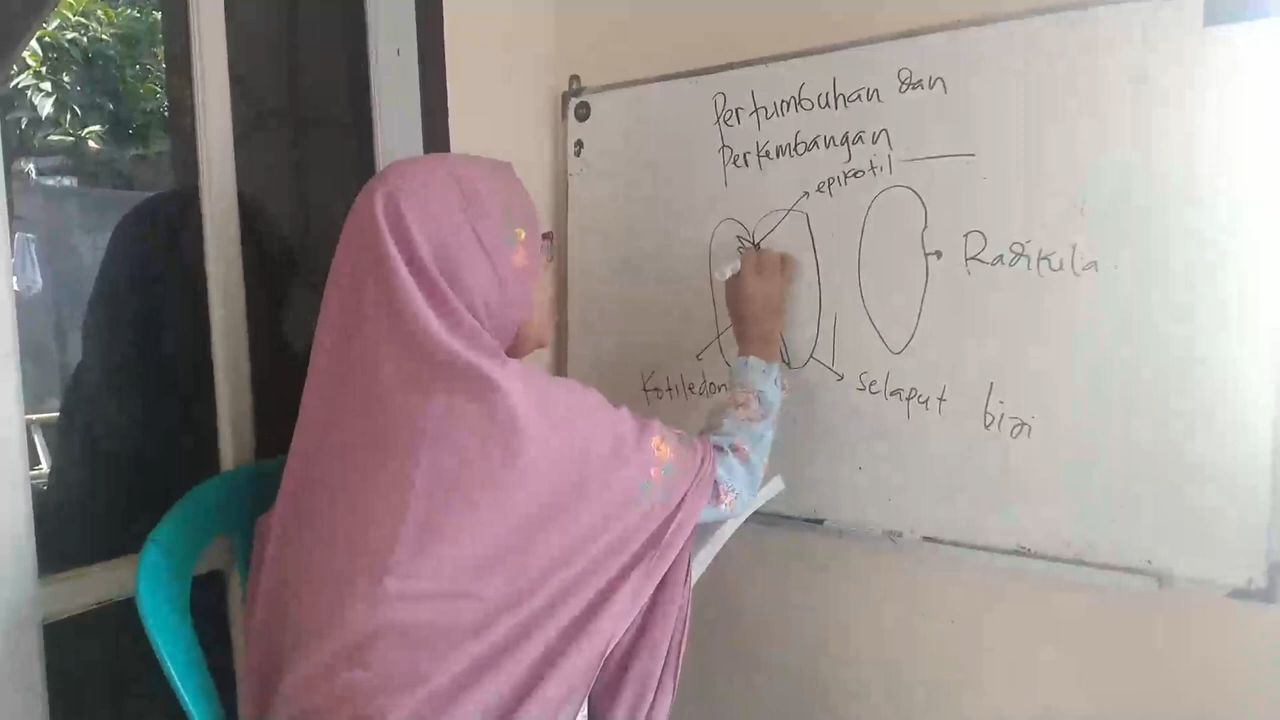 Pertumbuhan dan
Perkembangan
epikotil
Radikula
Kotiledon
Selaput biji